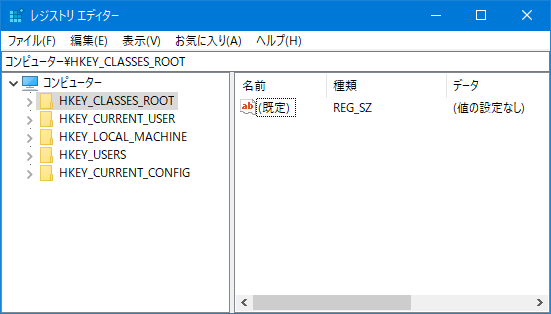 レジストリ エディター
ファイル(F) 編集(E) 表示(V) お気に入り(A) ヘルプ(H)
コンピューター¥HKEY_CLASSES_ROOT
コンピューター
HKEY_CLASSES_ROOT
HKEY_CURRENT_USER
HKEY_LOCAL_MACHINE
HKEY_USERS
HKEY_CURRENT_CONFIG
名前 種類 データ
ab (既定) REG_SZ (値の設定なし)